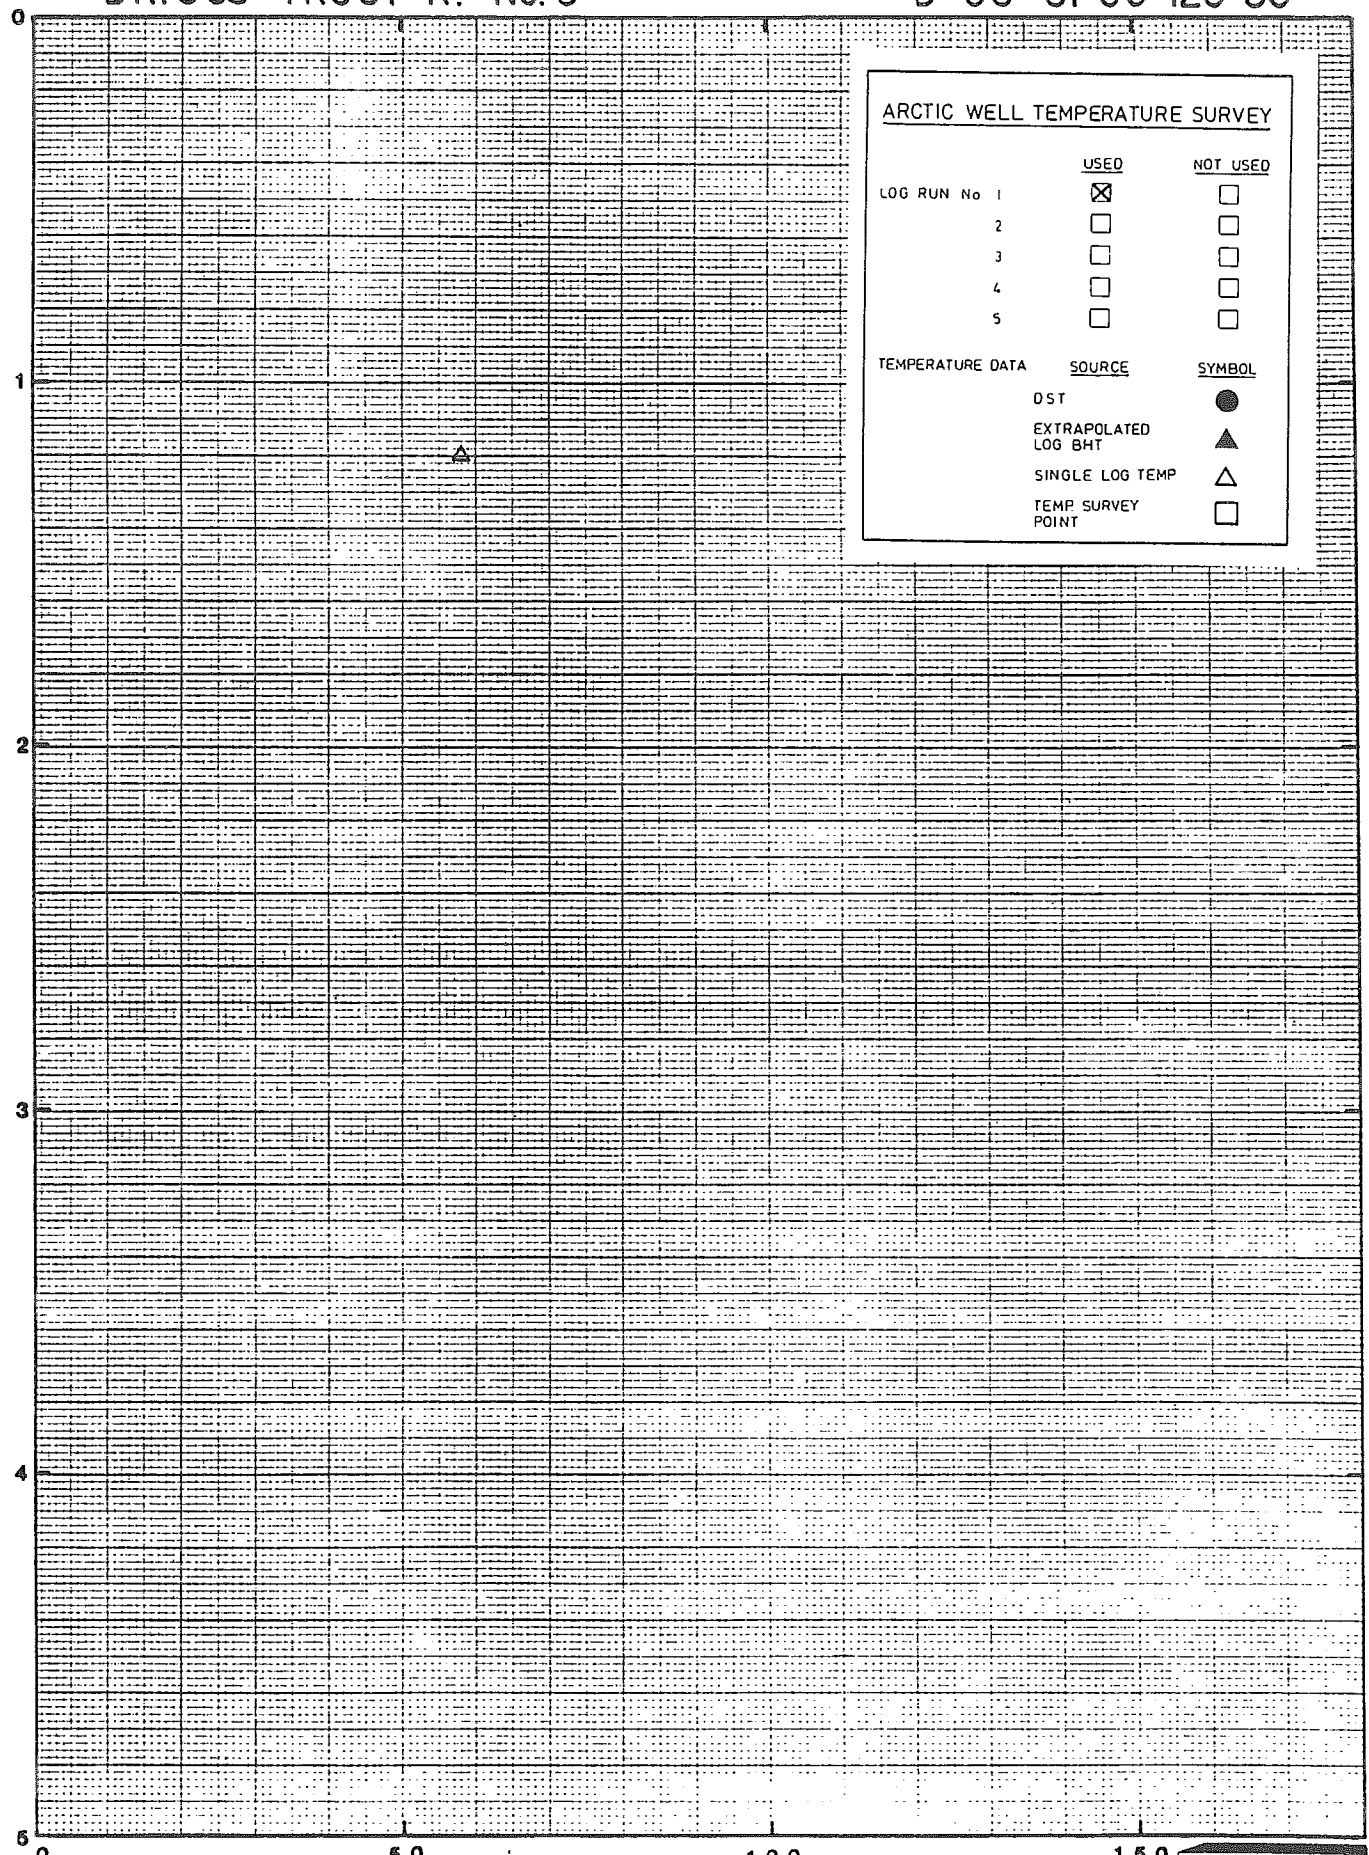 No. 3
0
ARCTIC WELL TEMPERATURE SURVEY
USED NOT USED
LOG RUN No 1
2
3
4
5
TEMPERATURE DATA SOURCE SYMBOL
DST
EXTRAPOLATED
LOG BHT
SINGLE LOG TEMP
TEMP. SURVEY
POINT
1
2
3
4
5
0 50 100 150